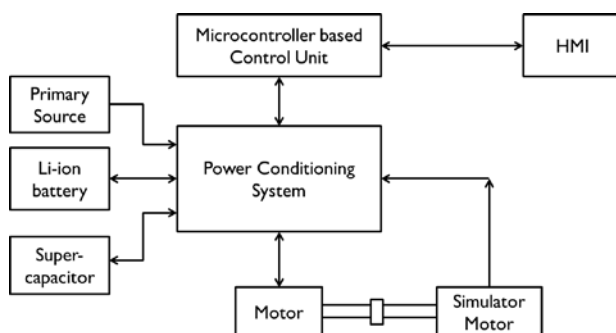 Microcontroller based
Control Unit
HMI
Primary
Source
Li-ion
battery
Power Conditioning
System
Super-
capacitor
Motor
Simulator
Motor